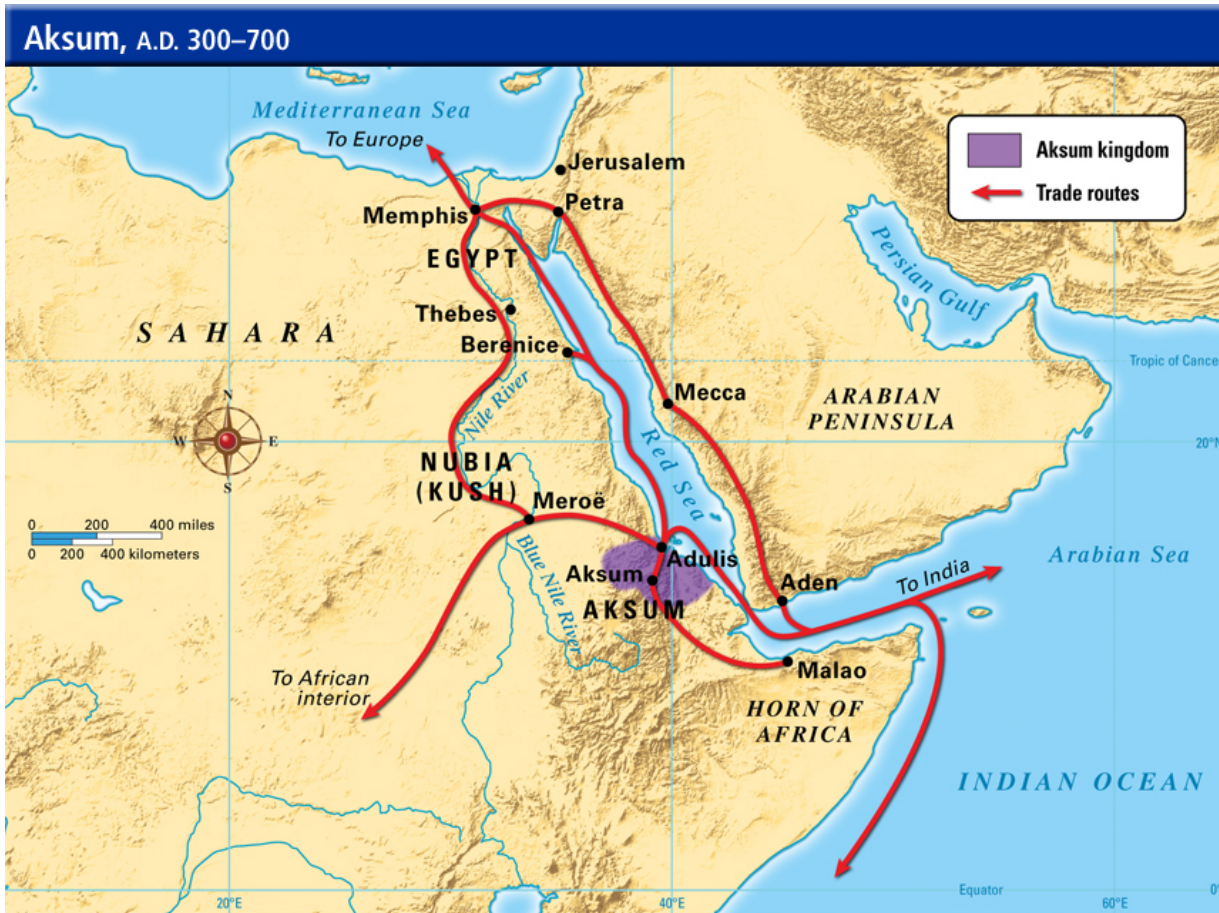 Aksum, A.D. 300–700
Mediterranean Sea
To Europe
Jerusalem
Aksum kingdom
Trade routes
Memphis
Petra
EGYPT
Persian Gulf
Thebes
SAHARA
Berenice
Tropic of Cance
Nile River
Mecca
ARABIAN
PENINSULA
N
W
E
S
Red Sea
20°N
NUBIA
(KUSH)
Meroë
0 200 400 miles
0 200 400 kilometers
Blue Nile River
Adulis
Arabian Sea
Aksum
AKSUM
Aden
To India
To African
interior
Malao
HORN OF
AFRICA
INDIAN OCEAN
Equator
0°
20°E
40°E
60°E